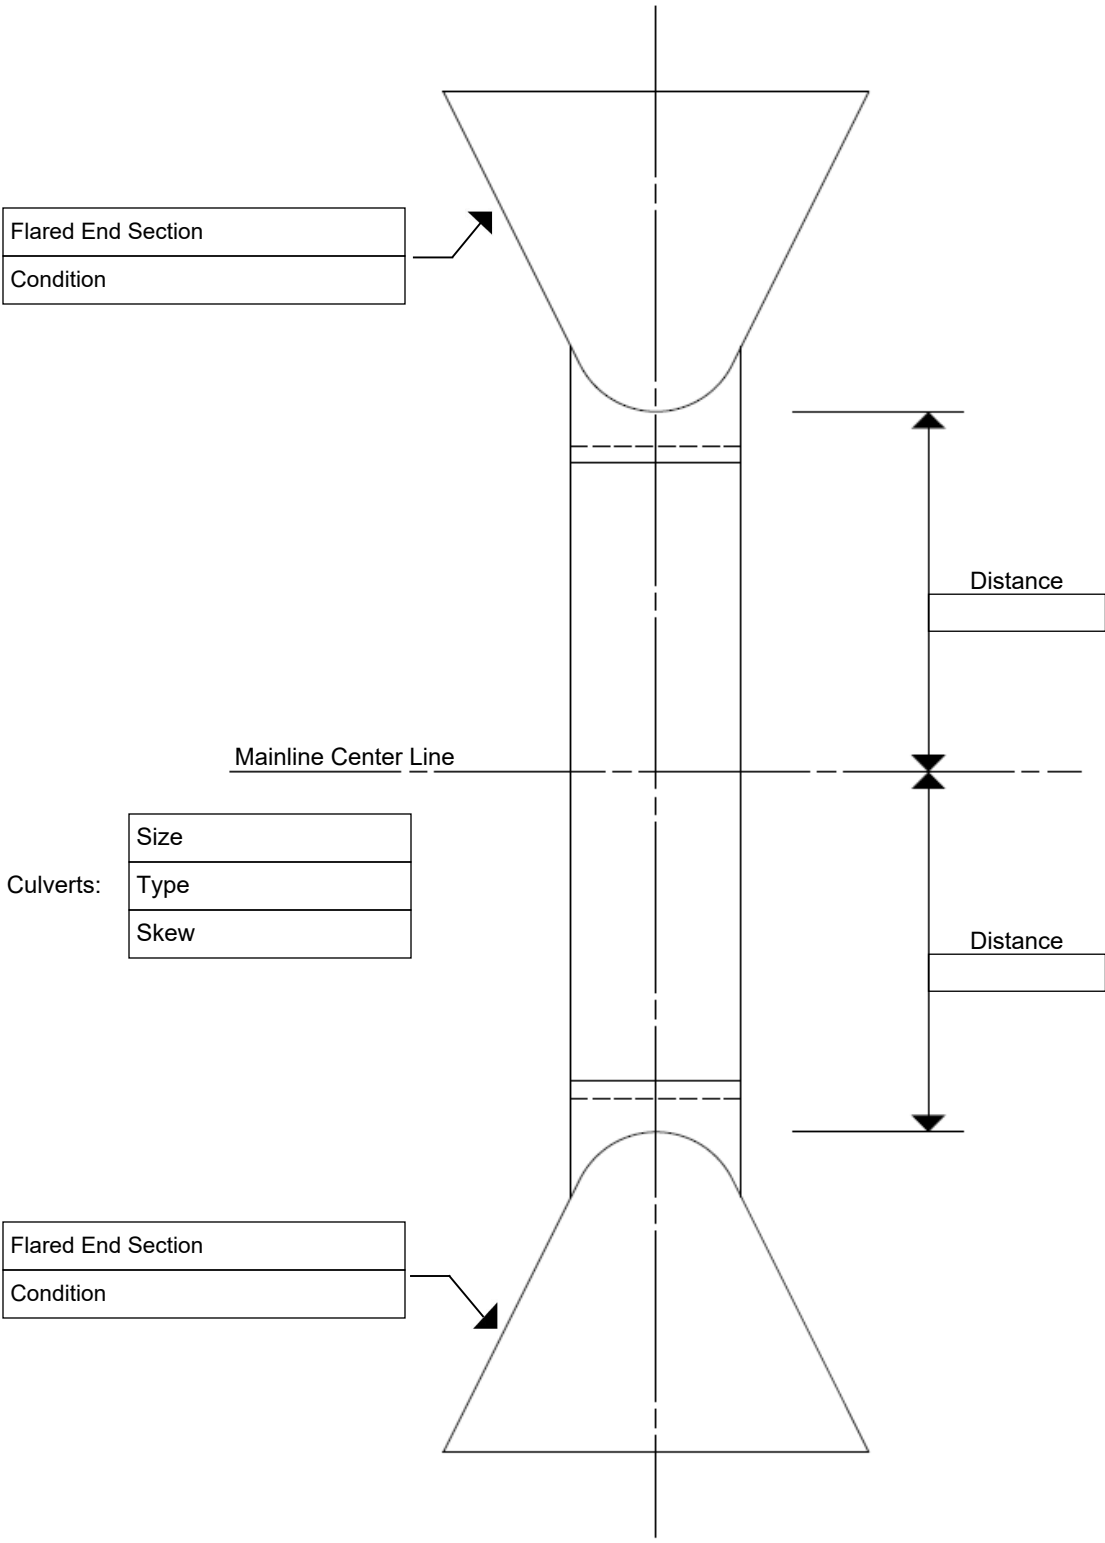 Flared End Section
Condition
Distance
Mainline Center Line
Culverts:
Size
Type
Skew
Distance
Flared End Section
Condition